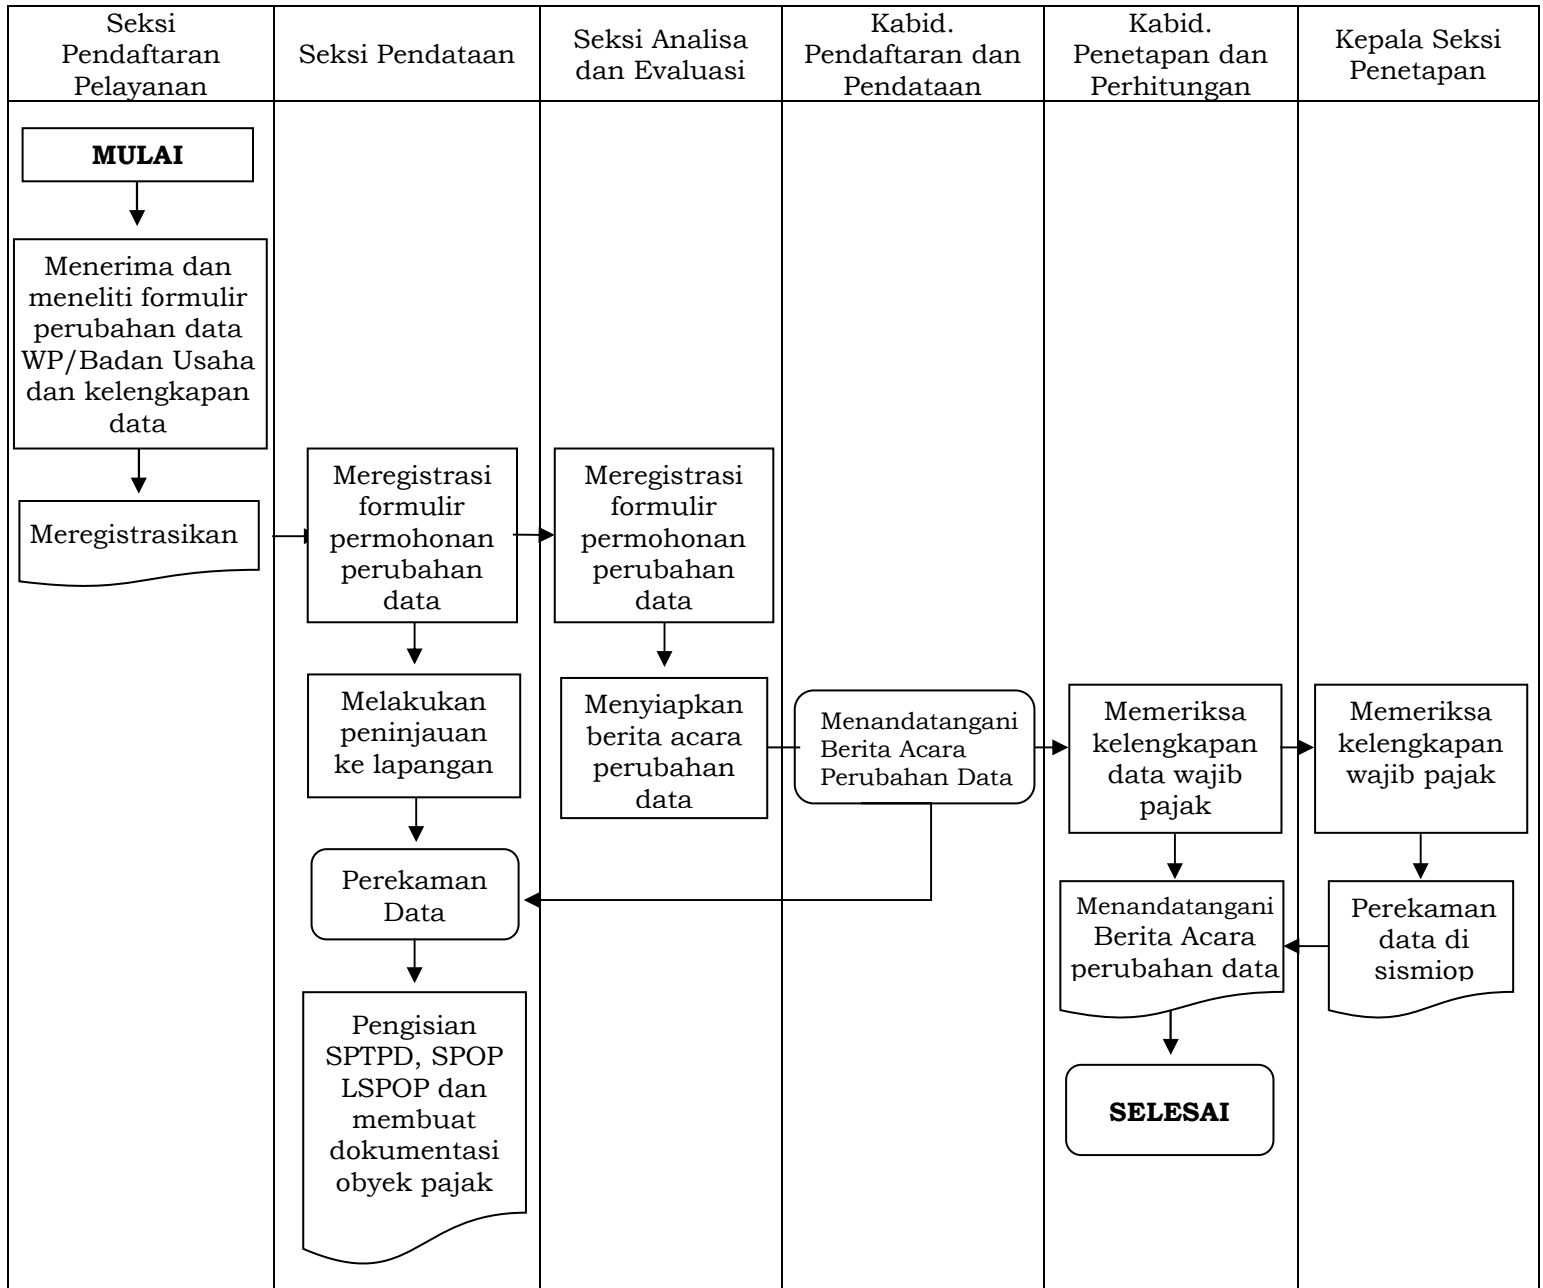 Seksi
Pendaftaran
Pelayanan
Seksi Pendataan
Seksi Analisa
dan Evaluasi
Kabid.
Pendaftaran dan
Pendataan
Kabid.
Penetapan dan
Perhitungan
Kepala Seksi
Penetapan
MULAI
Menerima dan
meneliti formulir
perubahan data
WP/Badan Usaha
dan kelengkapan
data
Meregistrasikan
Meregistrasi
formulir
permohonan
perubahan
data
Meregistrasi
formulir
permohonan
perubahan
data
Melakukan
peninjauan
ke lapangan
Menyiapkan
berita acara
perubahan
data
Menandatangani
Berita Acara
Perubahan Data
Memeriksa
kelengkapan
data wajib
pajak
Memeriksa
kelengkapan
wajib pajak
Perekaman
Data
Menandatangani
Berita Acara
perubahan data
Perekaman
data di
sismiop
Pengisian
SPTPD, SPOP
LSPOP dan
membuat
dokumentasi
obyek pajak
SELESAI